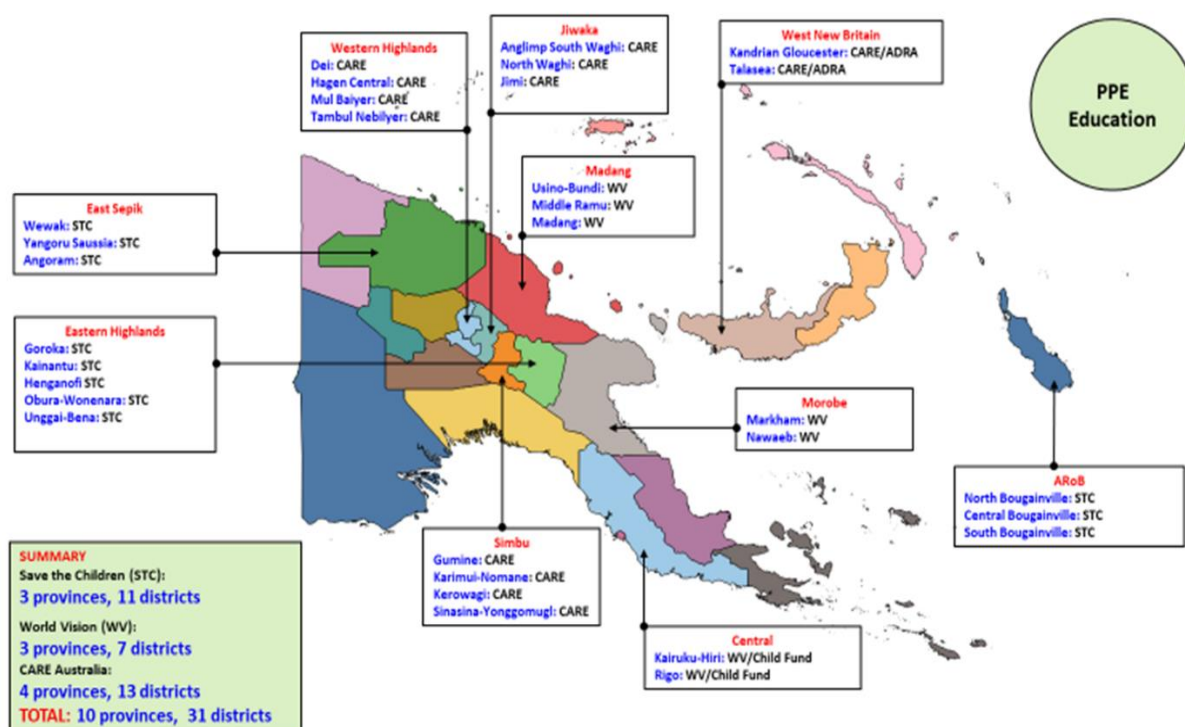 Western Highlands
Dei: CARE
Hagen Central: CARE
Mul Baiyer: CARE
Tambul Nebilyer: CARE
Jiwaka
Anglimp South Waghi: CARE
North Waghi: CARE
Jimi: CARE
West New Britain
Kandrian Gloucester: CARE/ADRA
Talasea: CARE/ADRA
PPE
Education
Madang
Usino-Bundi: WV
Middle Ramu: WV
Madang: WV
East Sepik
Wewak: STC
Yangoru Saussia: STC
Angoram: STC
Eastern Highlands
Goroka: STC
Kainantu: STC
Henganofi STC
Obura-Wonenara: STC
Unggai-Bena: STC
Morobe
Markham: WV
Nawaeb: WV
ARoB
North Bougainville: STC
Central Bougainville: STC
South Bougainville: STC
Simbu
Gumine: CARE
Karimui-Nomane: CARE
Kerowagi: CARE
Sinasina-Yonggomugl: CARE
Central
Kairuku-Hiri: WV/Child Fund
Rigo: WV/Child Fund
SUMMARY
Save the Children (STC):
3 provinces, 11 districts
World Vision (WV):
3 provinces, 7 districts
CARE Australia:
4 provinces, 13 districts
TOTAL: 10 provinces, 31 districts